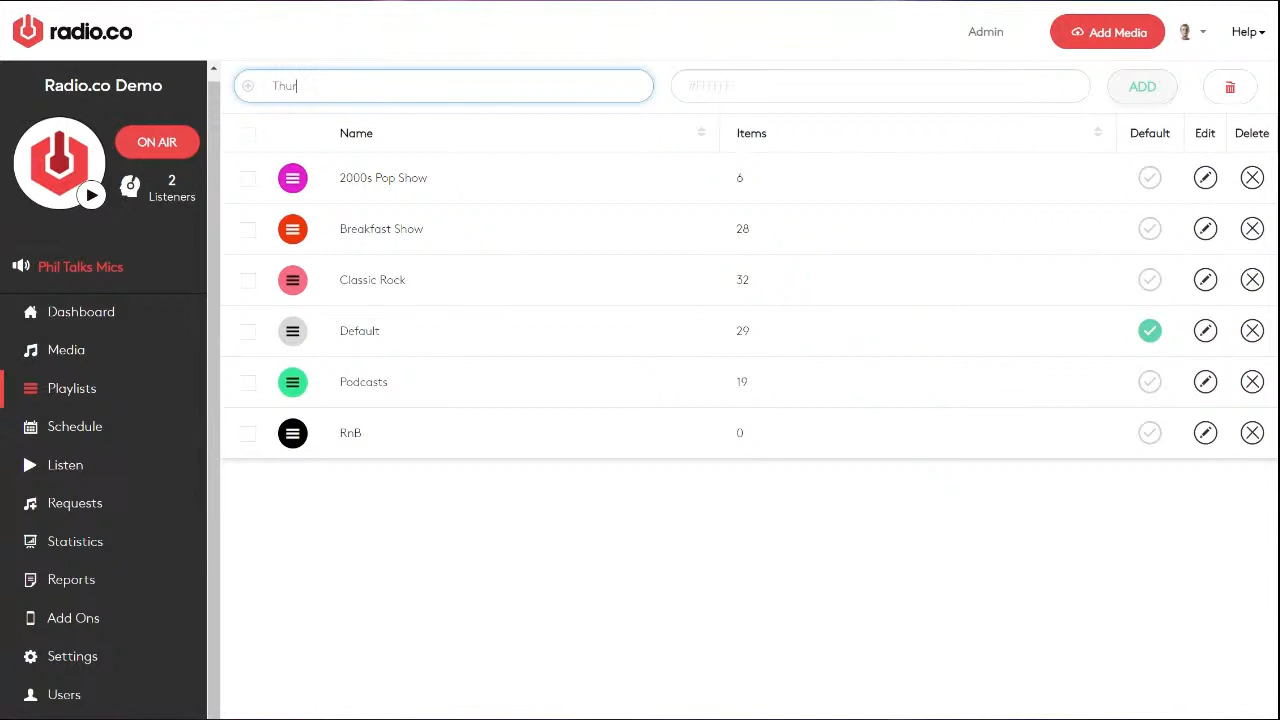 radio.co
Admin
Add Media
Help
Radio.co Demo
ON AIR
2
Listeners
Phil Talks Mics
Dashboard
Media
Playlists
Schedule
Listen
Requests
Statistics
Reports
Add Ons
Settings
Users
Thur
#FFFFFF
ADD
Name Items Default Edit Delete
2000s Pop Show 6
Breakfast Show 28
Classic Rock 32
Default 29
Podcasts 19
RnB 0